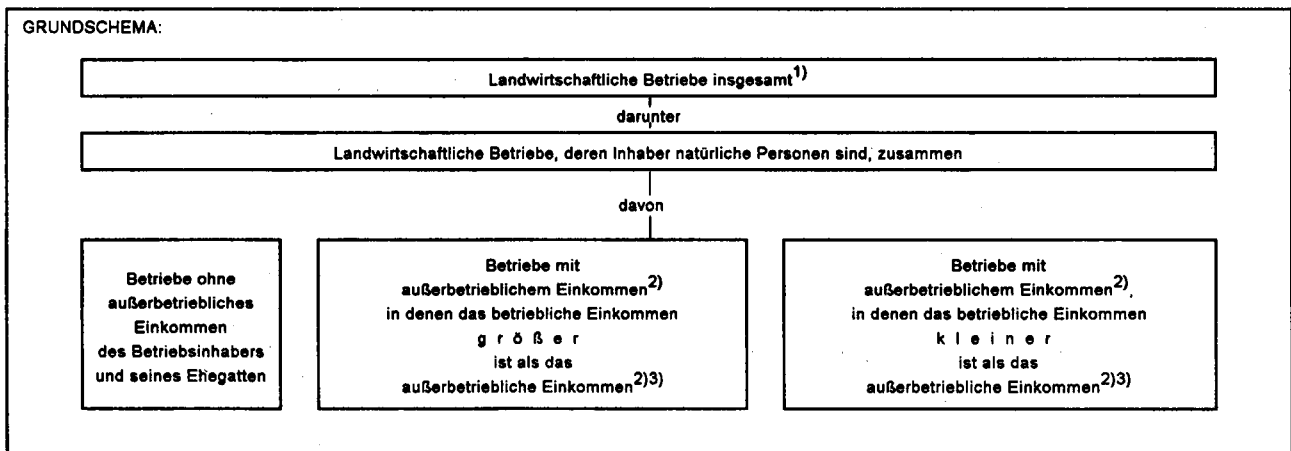 GRUNDSCHEMA:
Landwirtschaftliche Betriebe insgesamt1)
darunter
Landwirtschaftliche Betriebe, deren Inhaber natürliche Personen sind, zusammen
davon
Betriebe ohne
außerbetriebliches
Einkommen
des Betriebsinhabers
und seines Ehegatten
Betriebe mit
außerbetrieblichem Einkommen2)
in denen das betriebliche Einkommen
g r ö ß e r
ist als das
außerbetriebliche Einkommen2)3)
Betriebe mit
außerbetrieblichem Einkommen2),
in denen das betriebliche Einkommen
k l e i n e r
ist als das
außerbetriebliche Einkommen2)3)